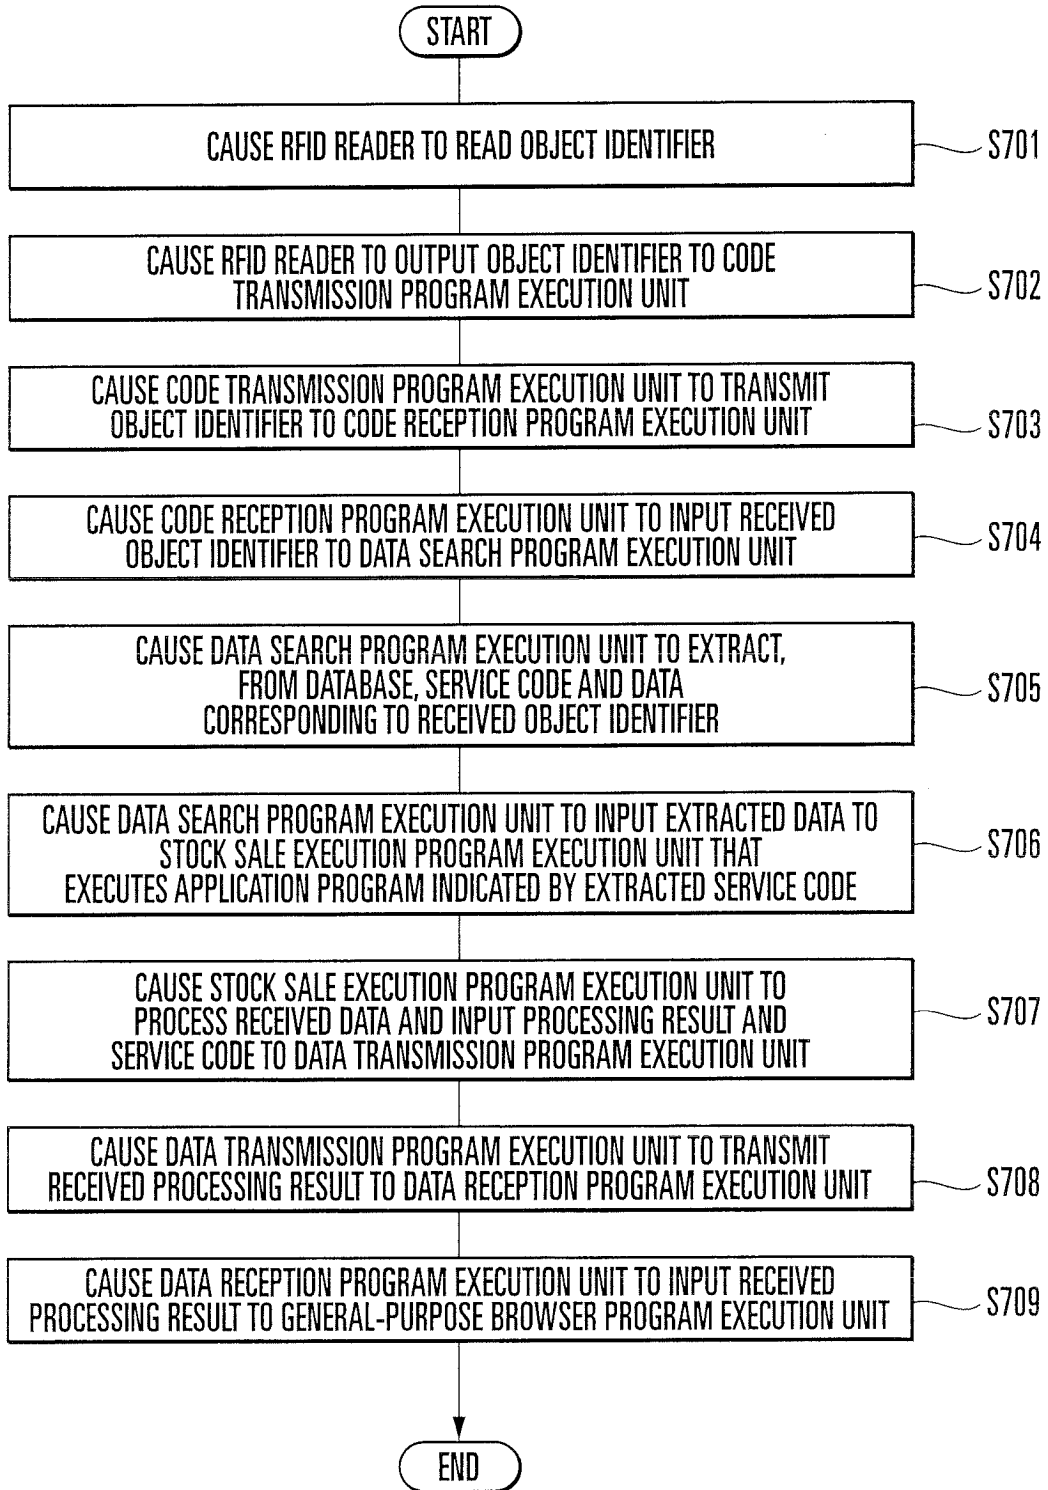 START
CAUSE RFID READER TO READ OBJECT IDENTIFIER
S701
CAUSE RFID READER TO OUTPUT OBJECT IDENTIFIER TO CODE
TRANSMISSION PROGRAM EXECUTION UNIT
S702
CAUSE CODE TRANSMISSION PROGRAM EXECUTION UNIT TO TRANSMIT
OBJECT IDENTIFIER TO CODE RECEPTION PROGRAM EXECUTION UNIT
S703
CAUSE CODE RECEPTION PROGRAM EXECUTION UNIT TO INPUT RECEIVED
OBJECT IDENTIFIER TO DATA SEARCH PROGRAM EXECUTION UNIT
S704
CAUSE DATA SEARCH PROGRAM EXECUTION UNIT TO EXTRACT,
FROM DATABASE, SERVICE CODE AND DATA
CORRESPONDING TO RECEIVED OBJECT IDENTIFIER
S705
CAUSE DATA SEARCH PROGRAM EXECUTION UNIT TO INPUT EXTRACTED DATA TO
STOCK SALE EXECUTION PROGRAM EXECUTION UNIT THAT
EXECUTES APPLICATION PROGRAM INDICATED BY EXTRACTED SERVICE CODE
S706
CAUSE STOCK SALE EXECUTION PROGRAM EXECUTION UNIT TO
PROCESS RECEIVED DATA AND INPUT PROCESSING RESULT AND
SERVICE CODE TO DATA TRANSMISSION PROGRAM EXECUTION UNIT
S707
CAUSE DATA TRANSMISSION PROGRAM EXECUTION UNIT TO TRANSMIT
RECEIVED PROCESSING RESULT TO DATA RECEPTION PROGRAM EXECUTION UNIT
S708
CAUSE DATA RECEPTION PROGRAM EXECUTION UNIT TO INPUT RECEIVED
PROCESSING RESULT TO GENERAL-PURPOSE BROWSER PROGRAM EXECUTION UNIT
S709
END